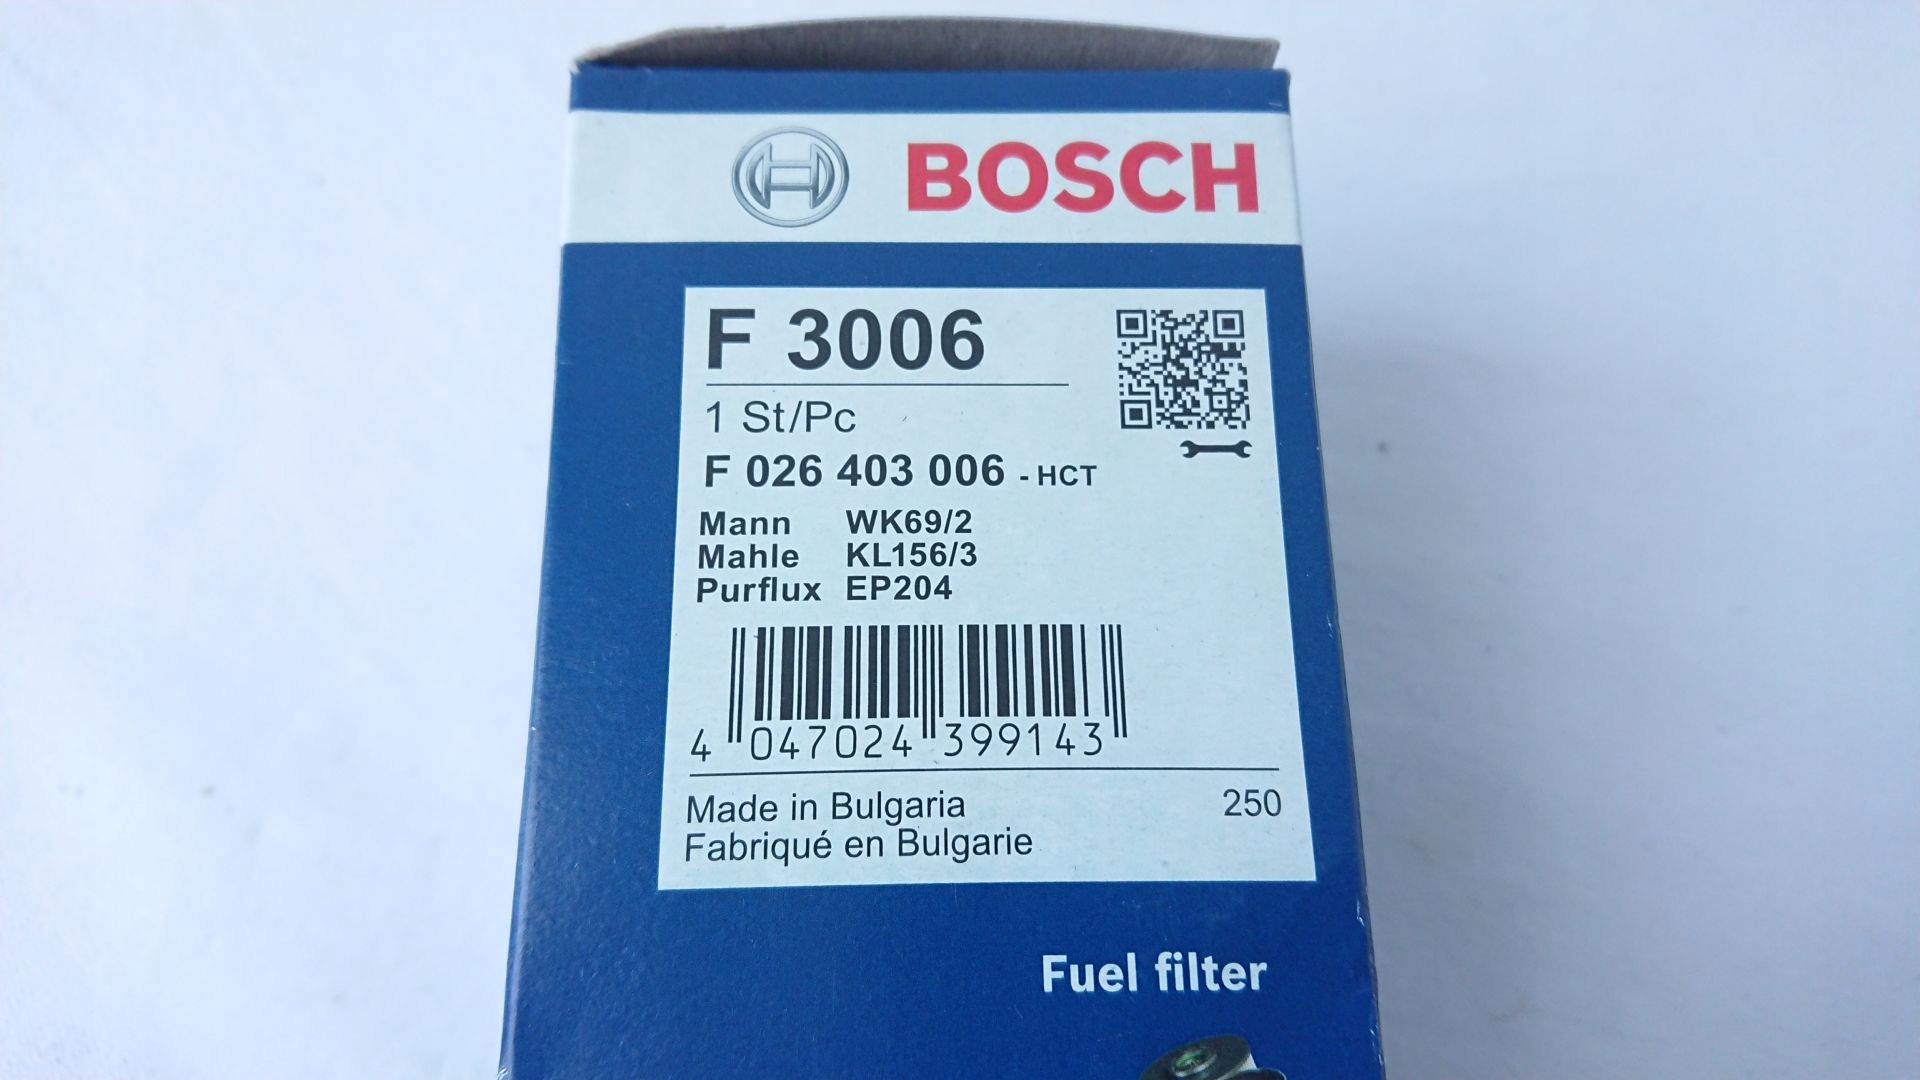 BOSCH
F 3006
1 St/Pc
F 026 403 006 - HCT
Mann WK69/2
Mahle KL156/3
Purflux EP204
4 047024 399143
Made in Bulgaria 250
Fabriqué en Bulgarie
Fuel filter